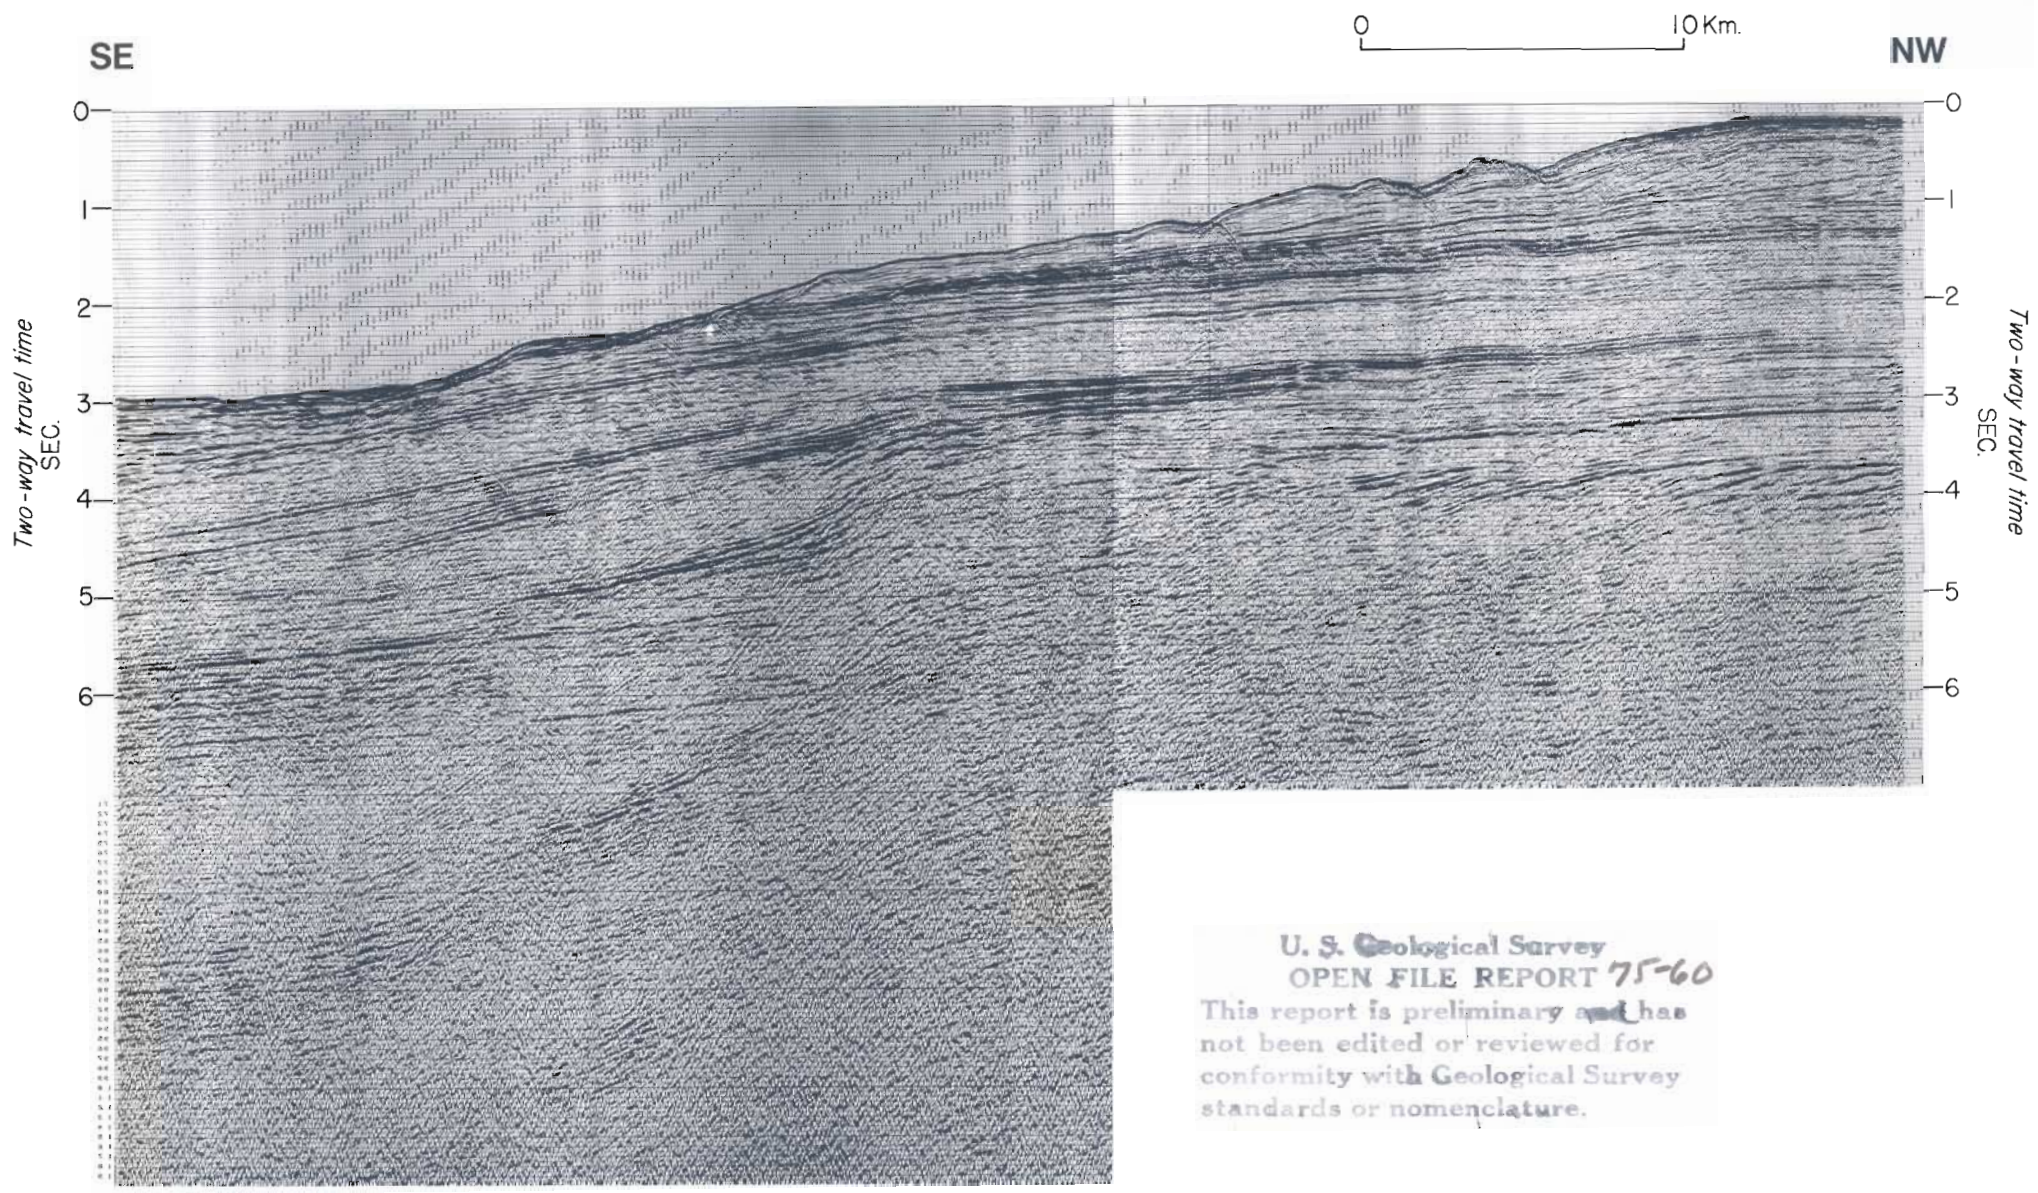 0 10 Km.
SE NW
0
1
2
3
4
5
6
Two-way travel time
SEC.
0
1
2
3
4
5
6
Two-way travel time
SEC.
U. S. Geological Survey
OPEN FILE REPORT 75-60
This report is preliminary and has
not been edited or reviewed for
conformity with Geological Survey
standards or nomenclature.